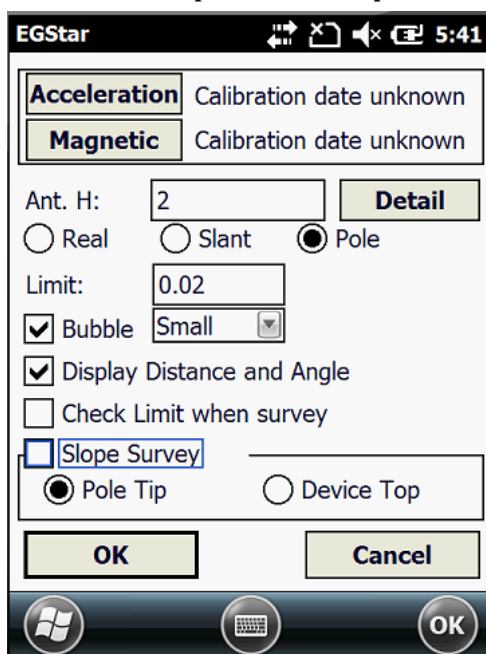 EGStar 5:41
Acceleration Calibration date unknown
Magnetic Calibration date unknown
Ant. H: 2 Detail
Real Slant Pole
Limit: 0.02
Bubble Small
Display Distance and Angle
Check Limit when survey
Slope Survey
Pole Tip Device Top
OK Cancel
OK